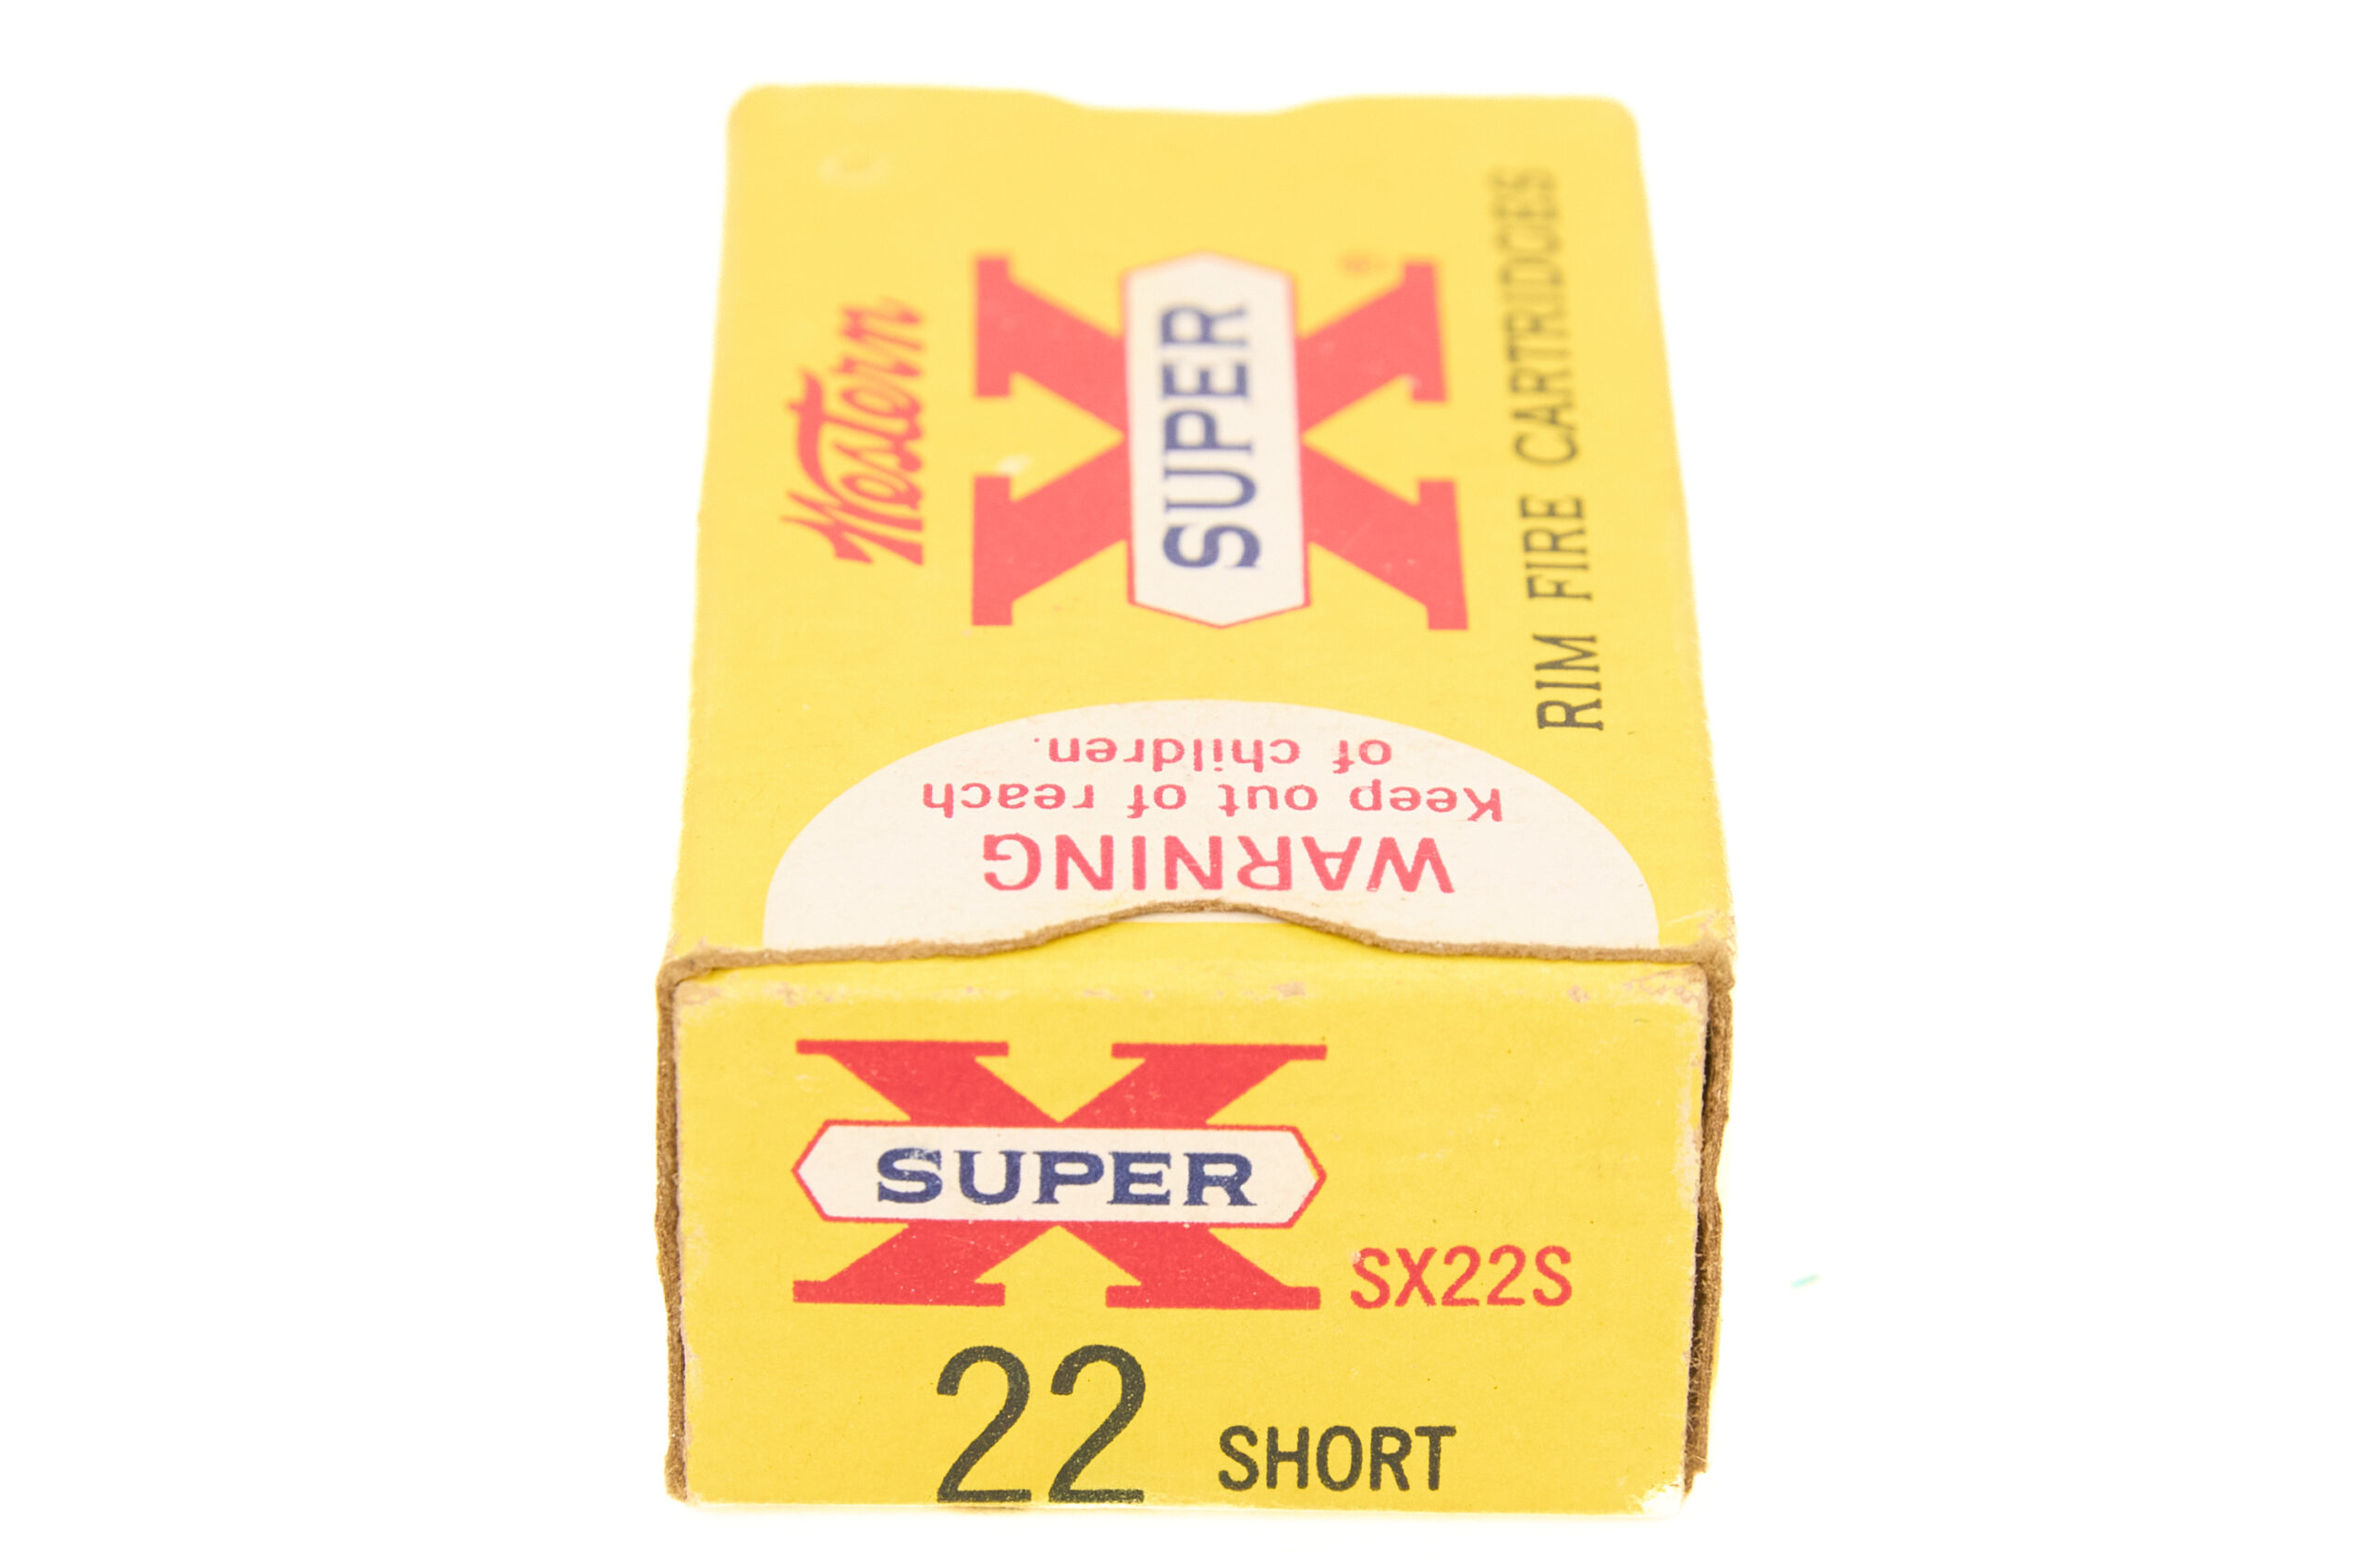 Western
SUPER X ®
RIM FIRE CARTRIDGES
WARNING
Keep out of reach
of children.
SUPER X
SX22S
22 SHORT